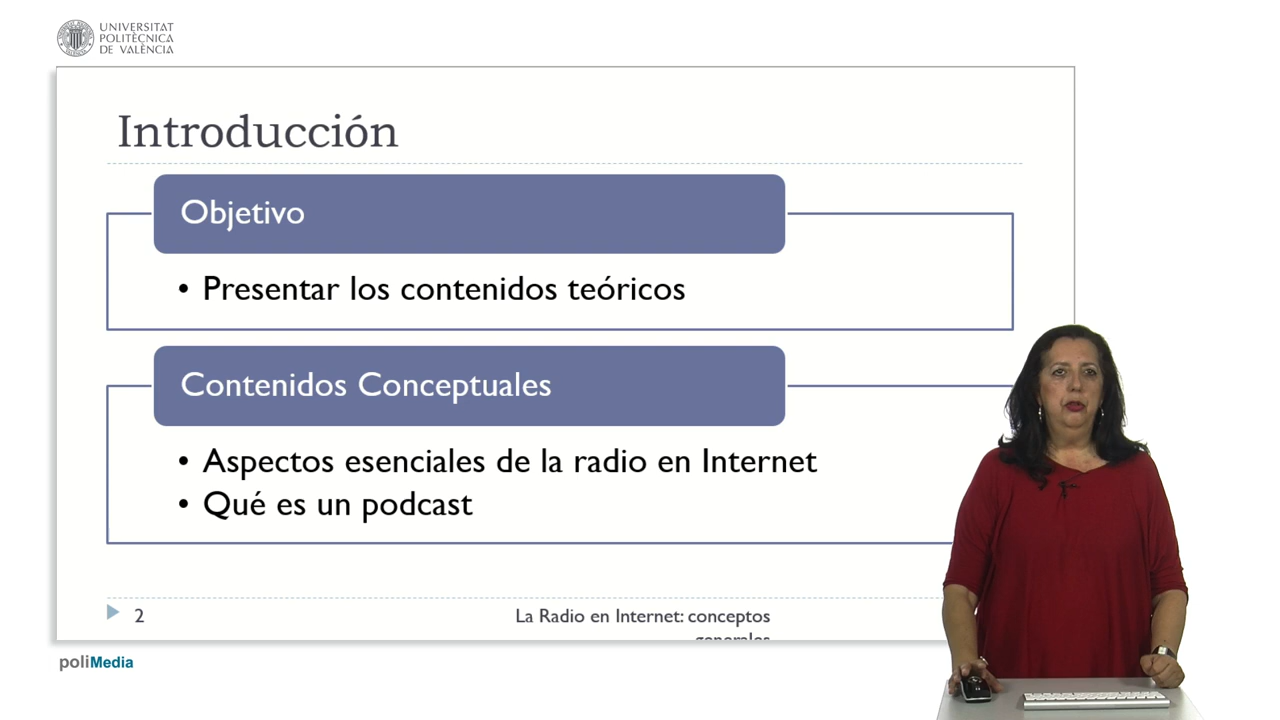 UNIVERSITAT
POLITÈCNICA
DE VALÈNCIA
Introducción
Objetivo
• Presentar los contenidos teóricos
Contenidos Conceptuales
• Aspectos esenciales de la radio en Internet
• Qué es un podcast
2
La Radio en Internet: conceptos
generales
poliMedia